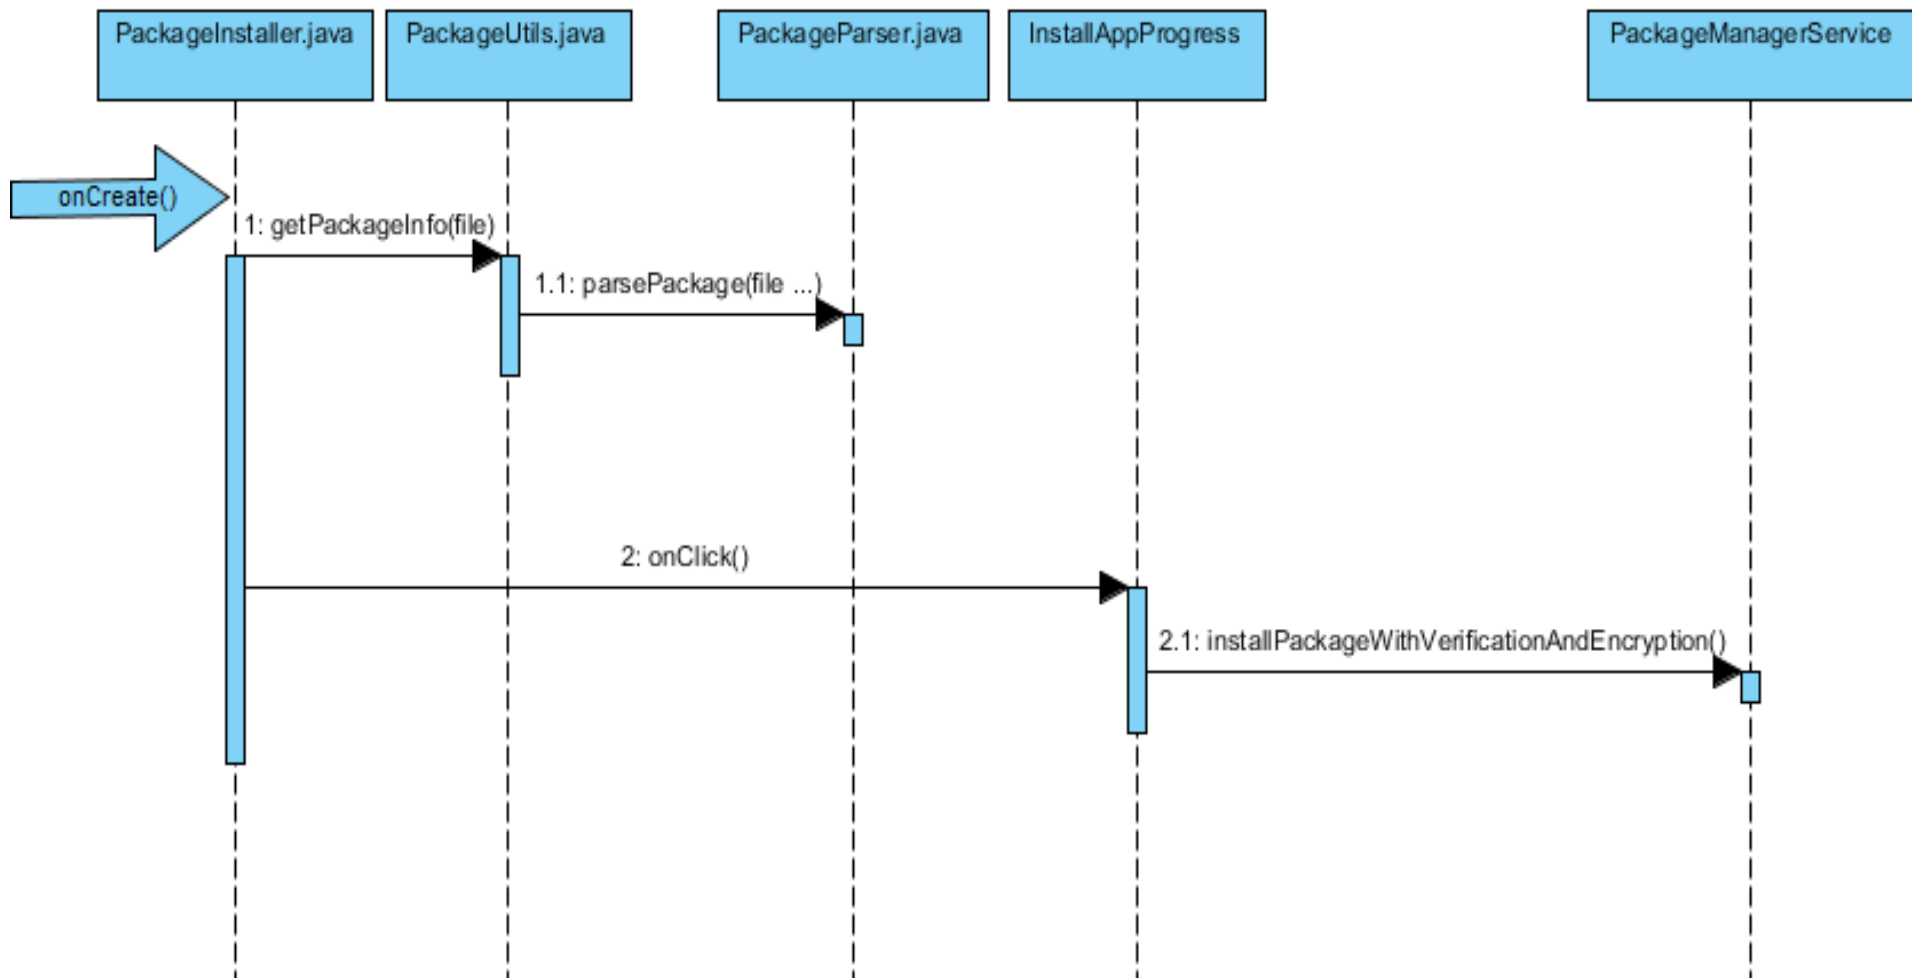 PackageInstaller.java
PackageUtils.java
PackageParser.java
InstallAppProgress
PackageManagerService
onCreate()
1: getPackageInfo(file)
1.1: parsePackage(file ...)
2: onClick()
2.1: installPackageWithVerificationAndEncryption()